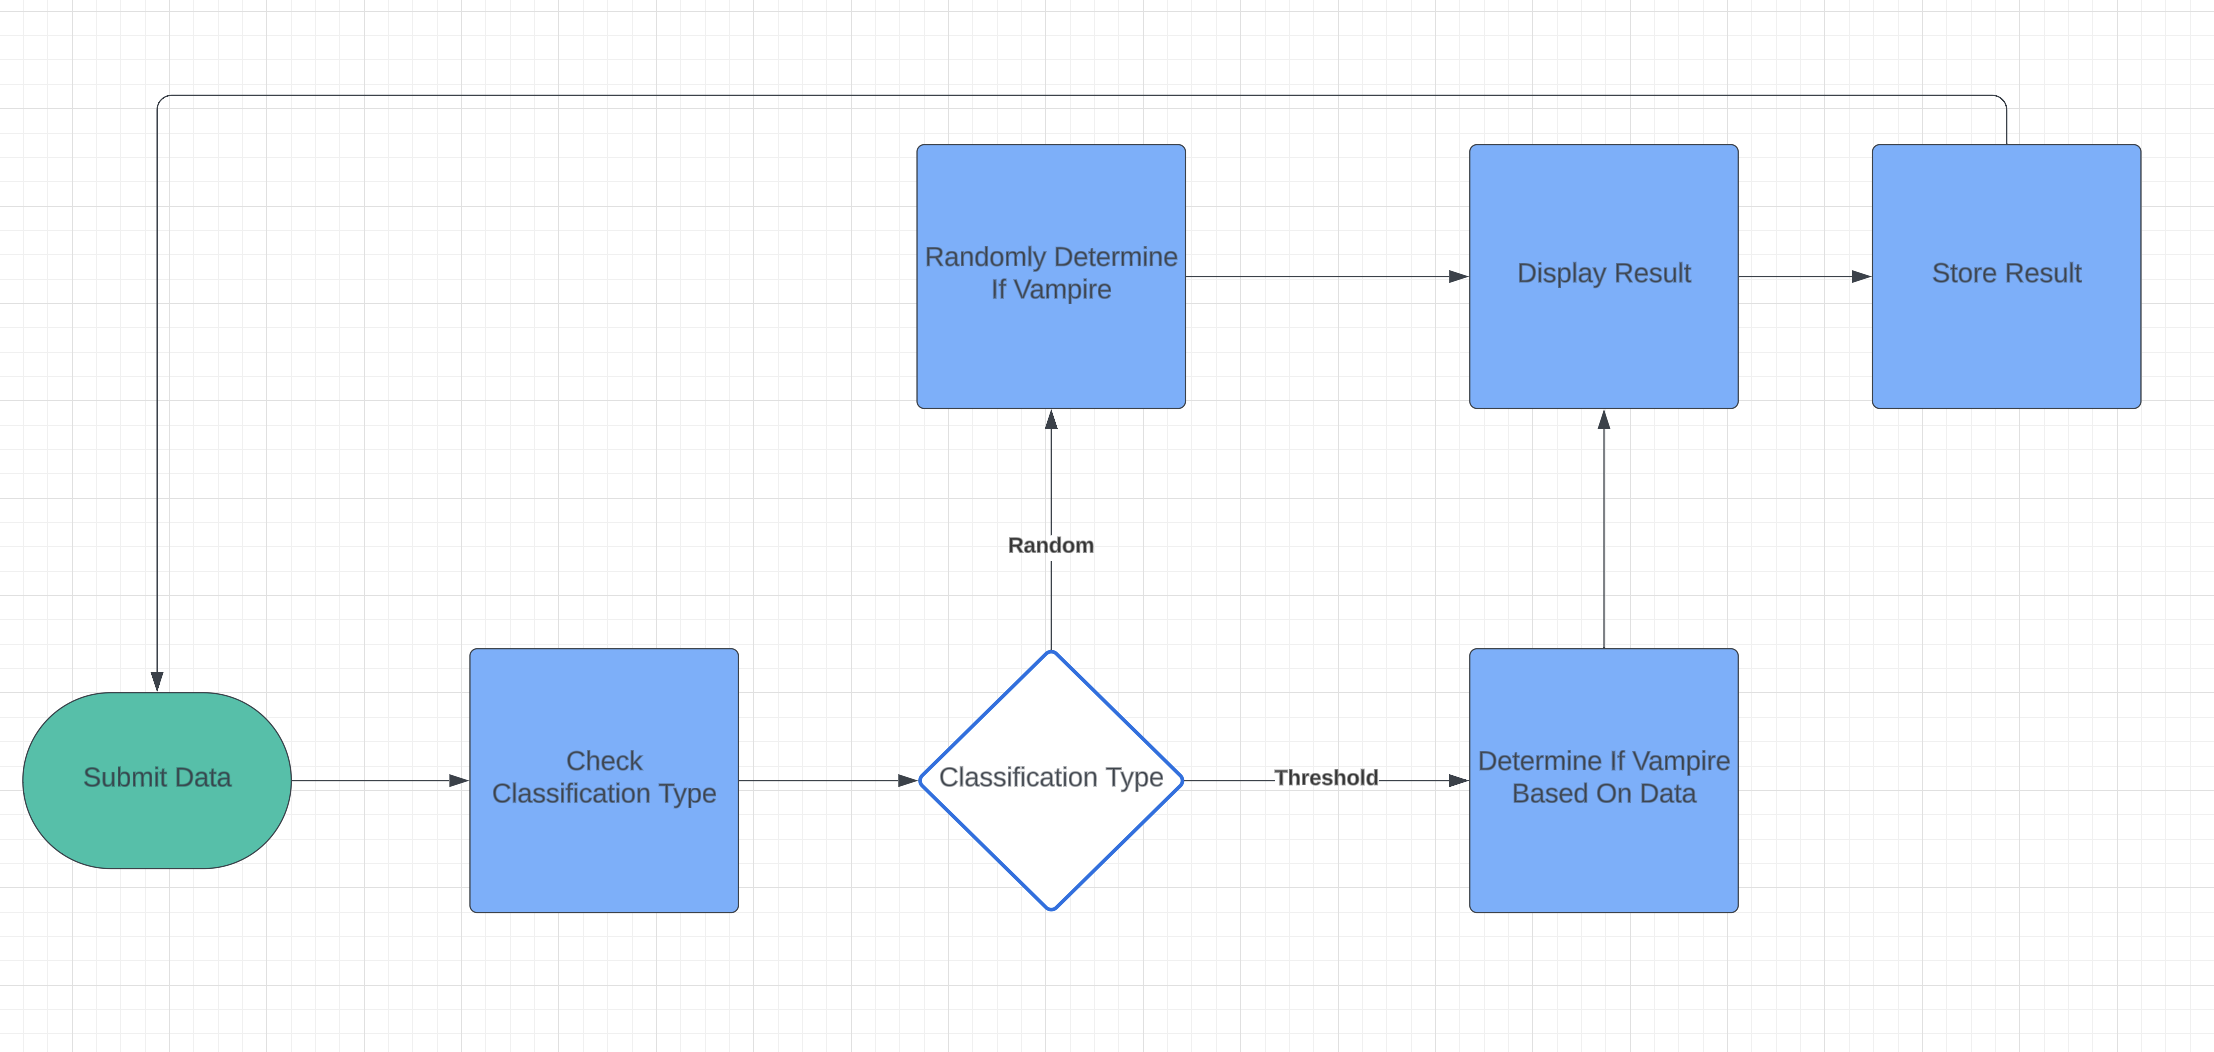 Randomly Determine
If Vampire
Display Result
Store Result
Random
Submit Data
Check
Classification Type
Classification Type
Threshold
Determine If Vampire
Based On Data